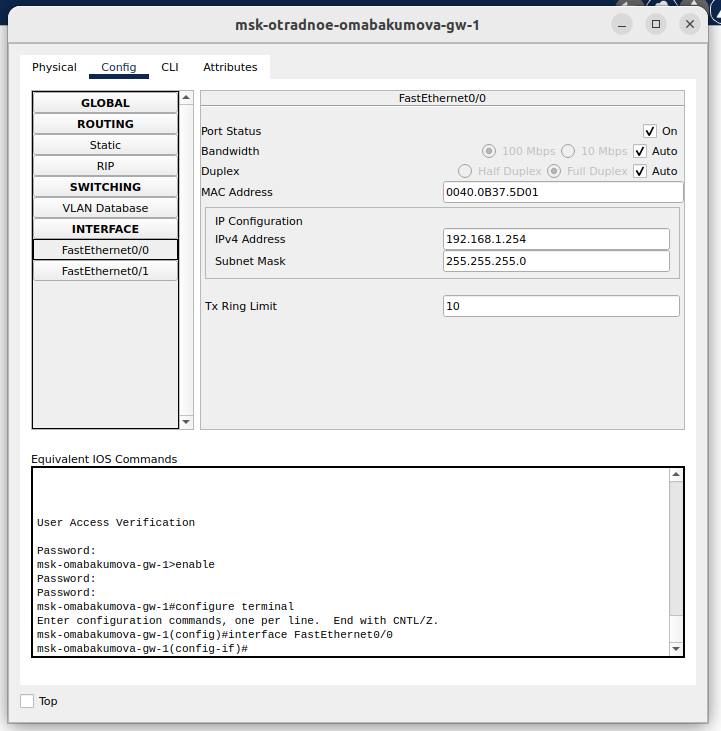 msk-otradnoe-omabakumova-gw-1
Physical Config CLI Attributes
GLOBAL
ROUTING
Static
RIP
SWITCHING
VLAN Database
INTERFACE
FastEthernet0/0
FastEthernet0/1
FastEthernet0/0
Port Status On
Bandwidth 100 Mbps 10 Mbps Auto
Duplex Half Duplex Full Duplex Auto
MAC Address 0040.0B37.5D01
IP Configuration
IPv4 Address 192.168.1.254
Subnet Mask 255.255.255.0
Tx Ring Limit 10
Equivalent IOS Commands
User Access Verification
Password:
msk-omabakumova-gw-1>enable
Password:
Password:
msk-omabakumova-gw-1#configure terminal
Enter configuration commands, one per line.  End with CNTL/Z.
msk-omabakumova-gw-1(config)#interface FastEthernet0/0
msk-omabakumova-gw-1(config-if)#
Top